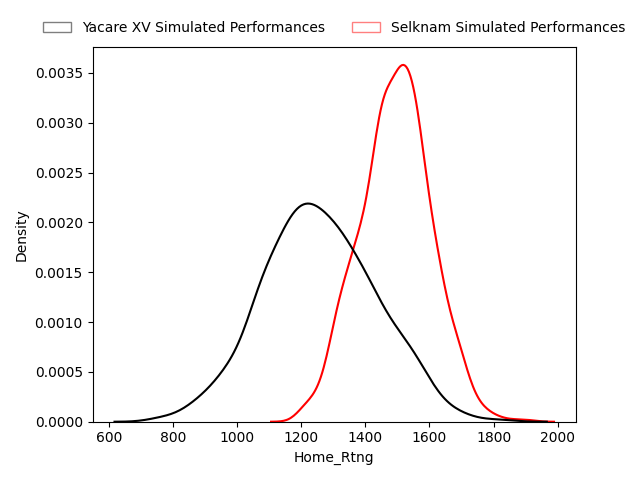 Yacare XV Simulated Performances Selknam Simulated Performances
0.0035
0.0030
0.0025
0.0020
0.0015
0.0010
0.0005
0.0000
Density
600 800 1000 1200 1400 1600 1800 2000
Home_Rtng